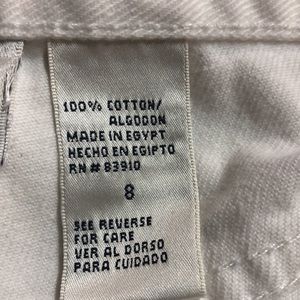 100% COTTON/
ALGODON
MADE IN EGYPT
HECHO EN EGIPTO
RN # 83910
8
SEE REVERSE
FOR CARE
VER AL DORSO
PARA CUIDADO